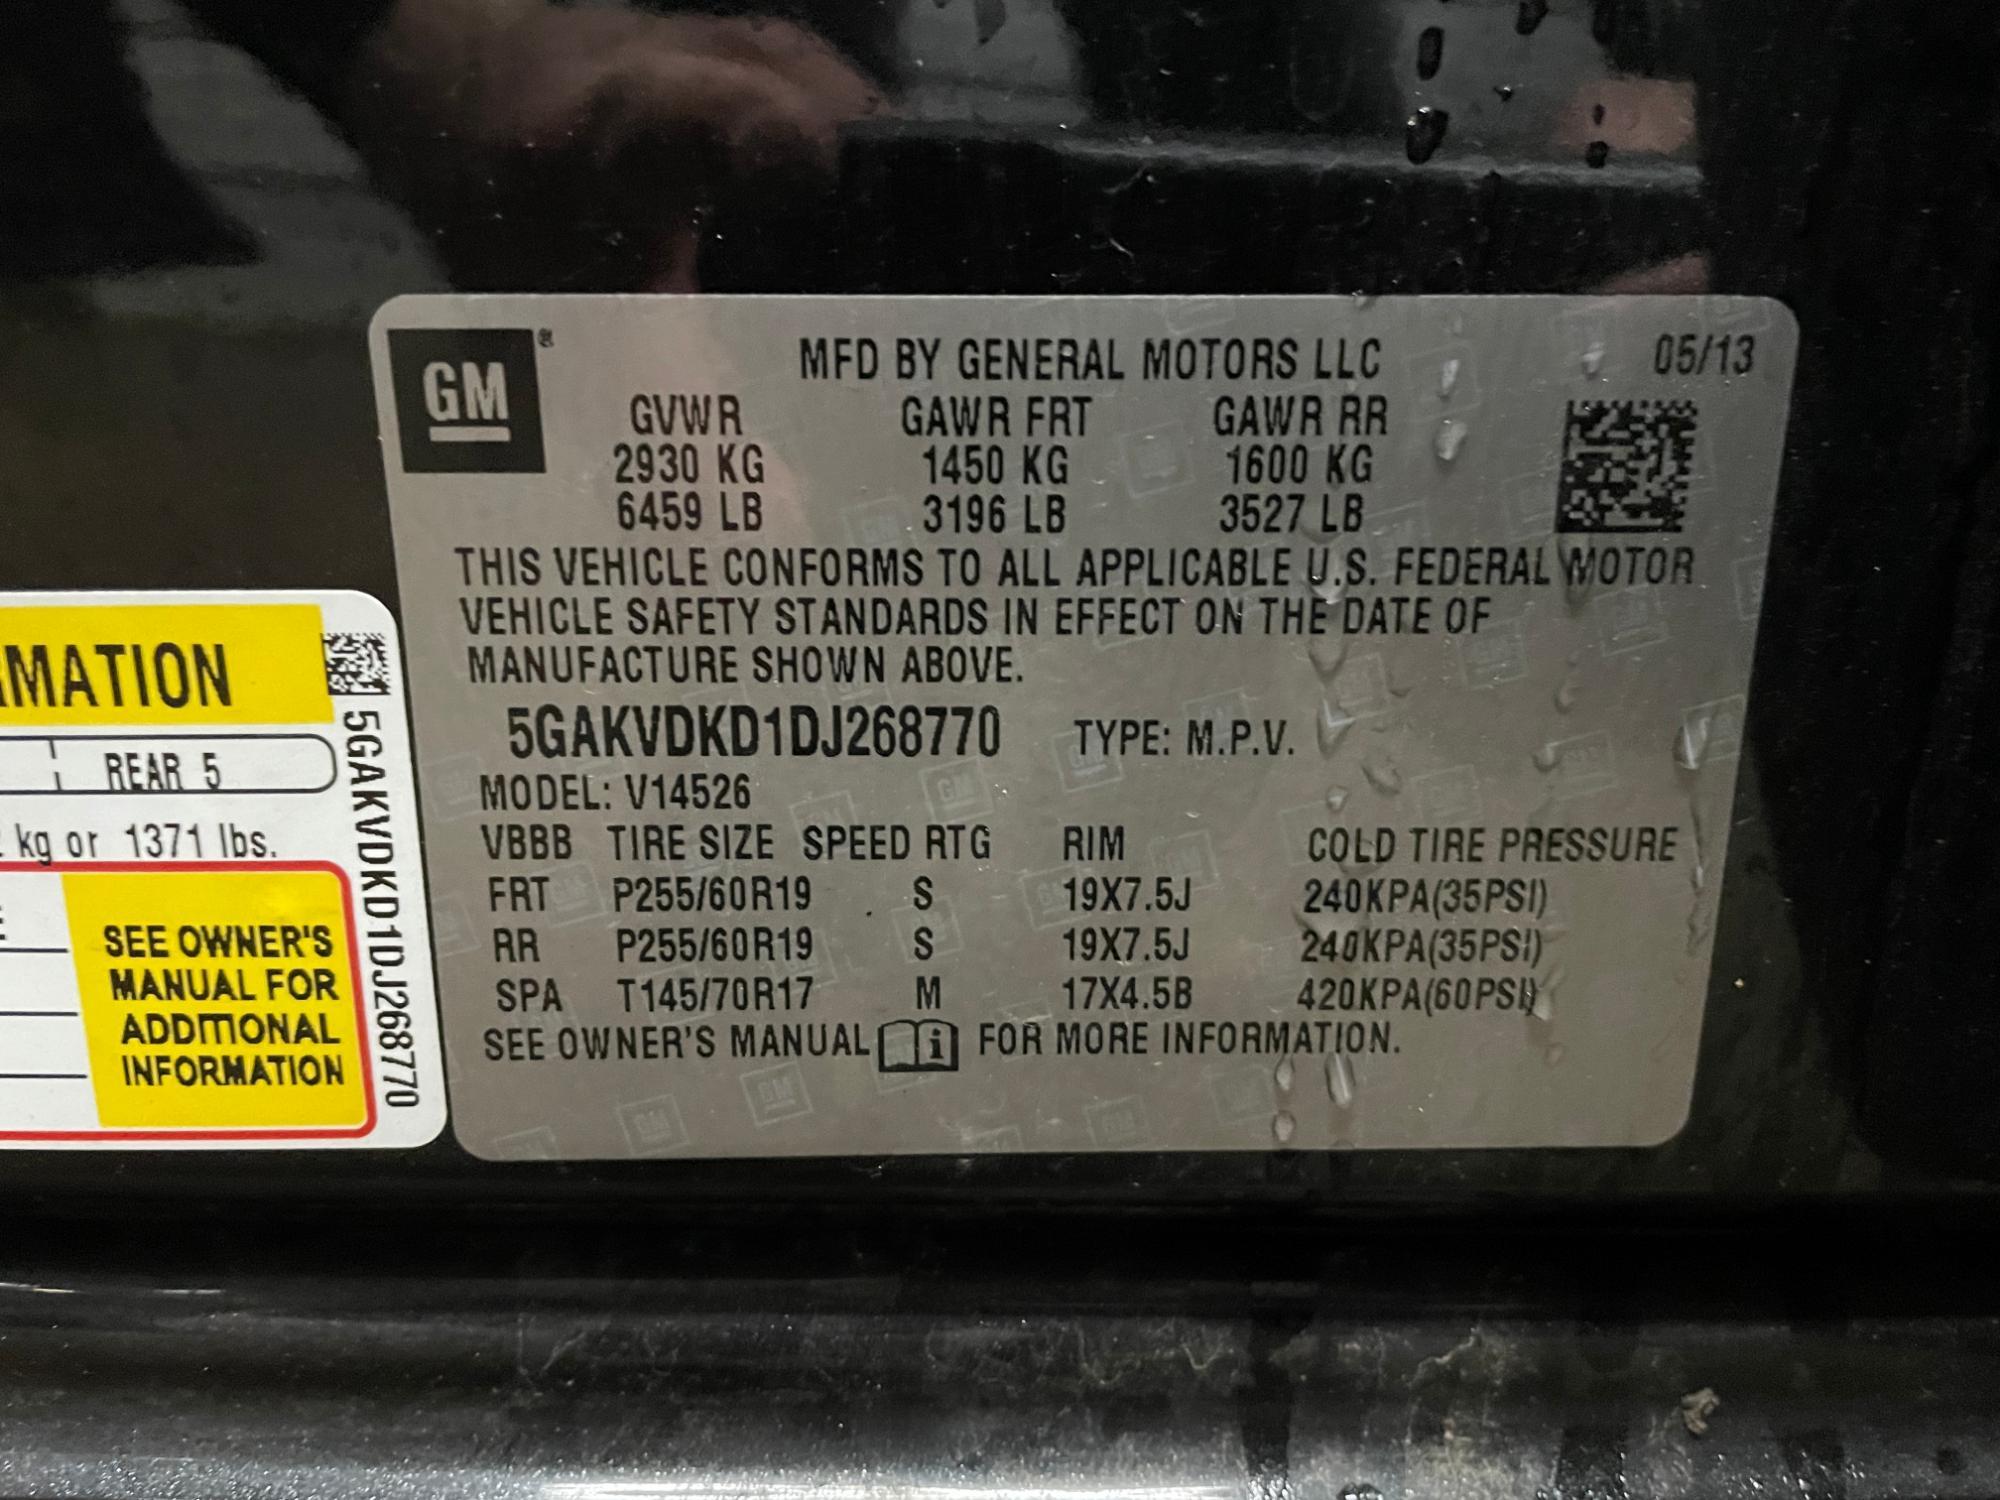 GM®
MFD BY GENERAL MOTORS LLC 05/13
GVWR GAWR FRT GAWR RR
2930 KG 1450 KG 1600 KG
6459 LB 3196 LB 3527 LB
THIS VEHICLE CONFORMS TO ALL APPLICABLE U.S. FEDERAL MOTOR
VEHICLE SAFETY STANDARDS IN EFFECT ON THE DATE OF
MANUFACTURE SHOWN ABOVE.
5GAKVDKD1DJ268770 TYPE: M.P.V.
MODEL: V14526
VBBB TIRE SIZE SPEED RTG RIM COLD TIRE PRESSURE
FRT P255/60R19 S 19X7.5J 240KPA(35PSI)
RR P255/60R19 S 19X7.5J 240KPA(35PSI)
SPA T145/70R17 M 17X4.5B 420KPA(60PSI)
SEE OWNER'S MANUAL i FOR MORE INFORMATION.
RMATION
REAR 5
kg or 1371 lbs.
SEE OWNER'S
MANUAL FOR
ADDITIONAL
INFORMATION
5GAKVDKD1DJ268770